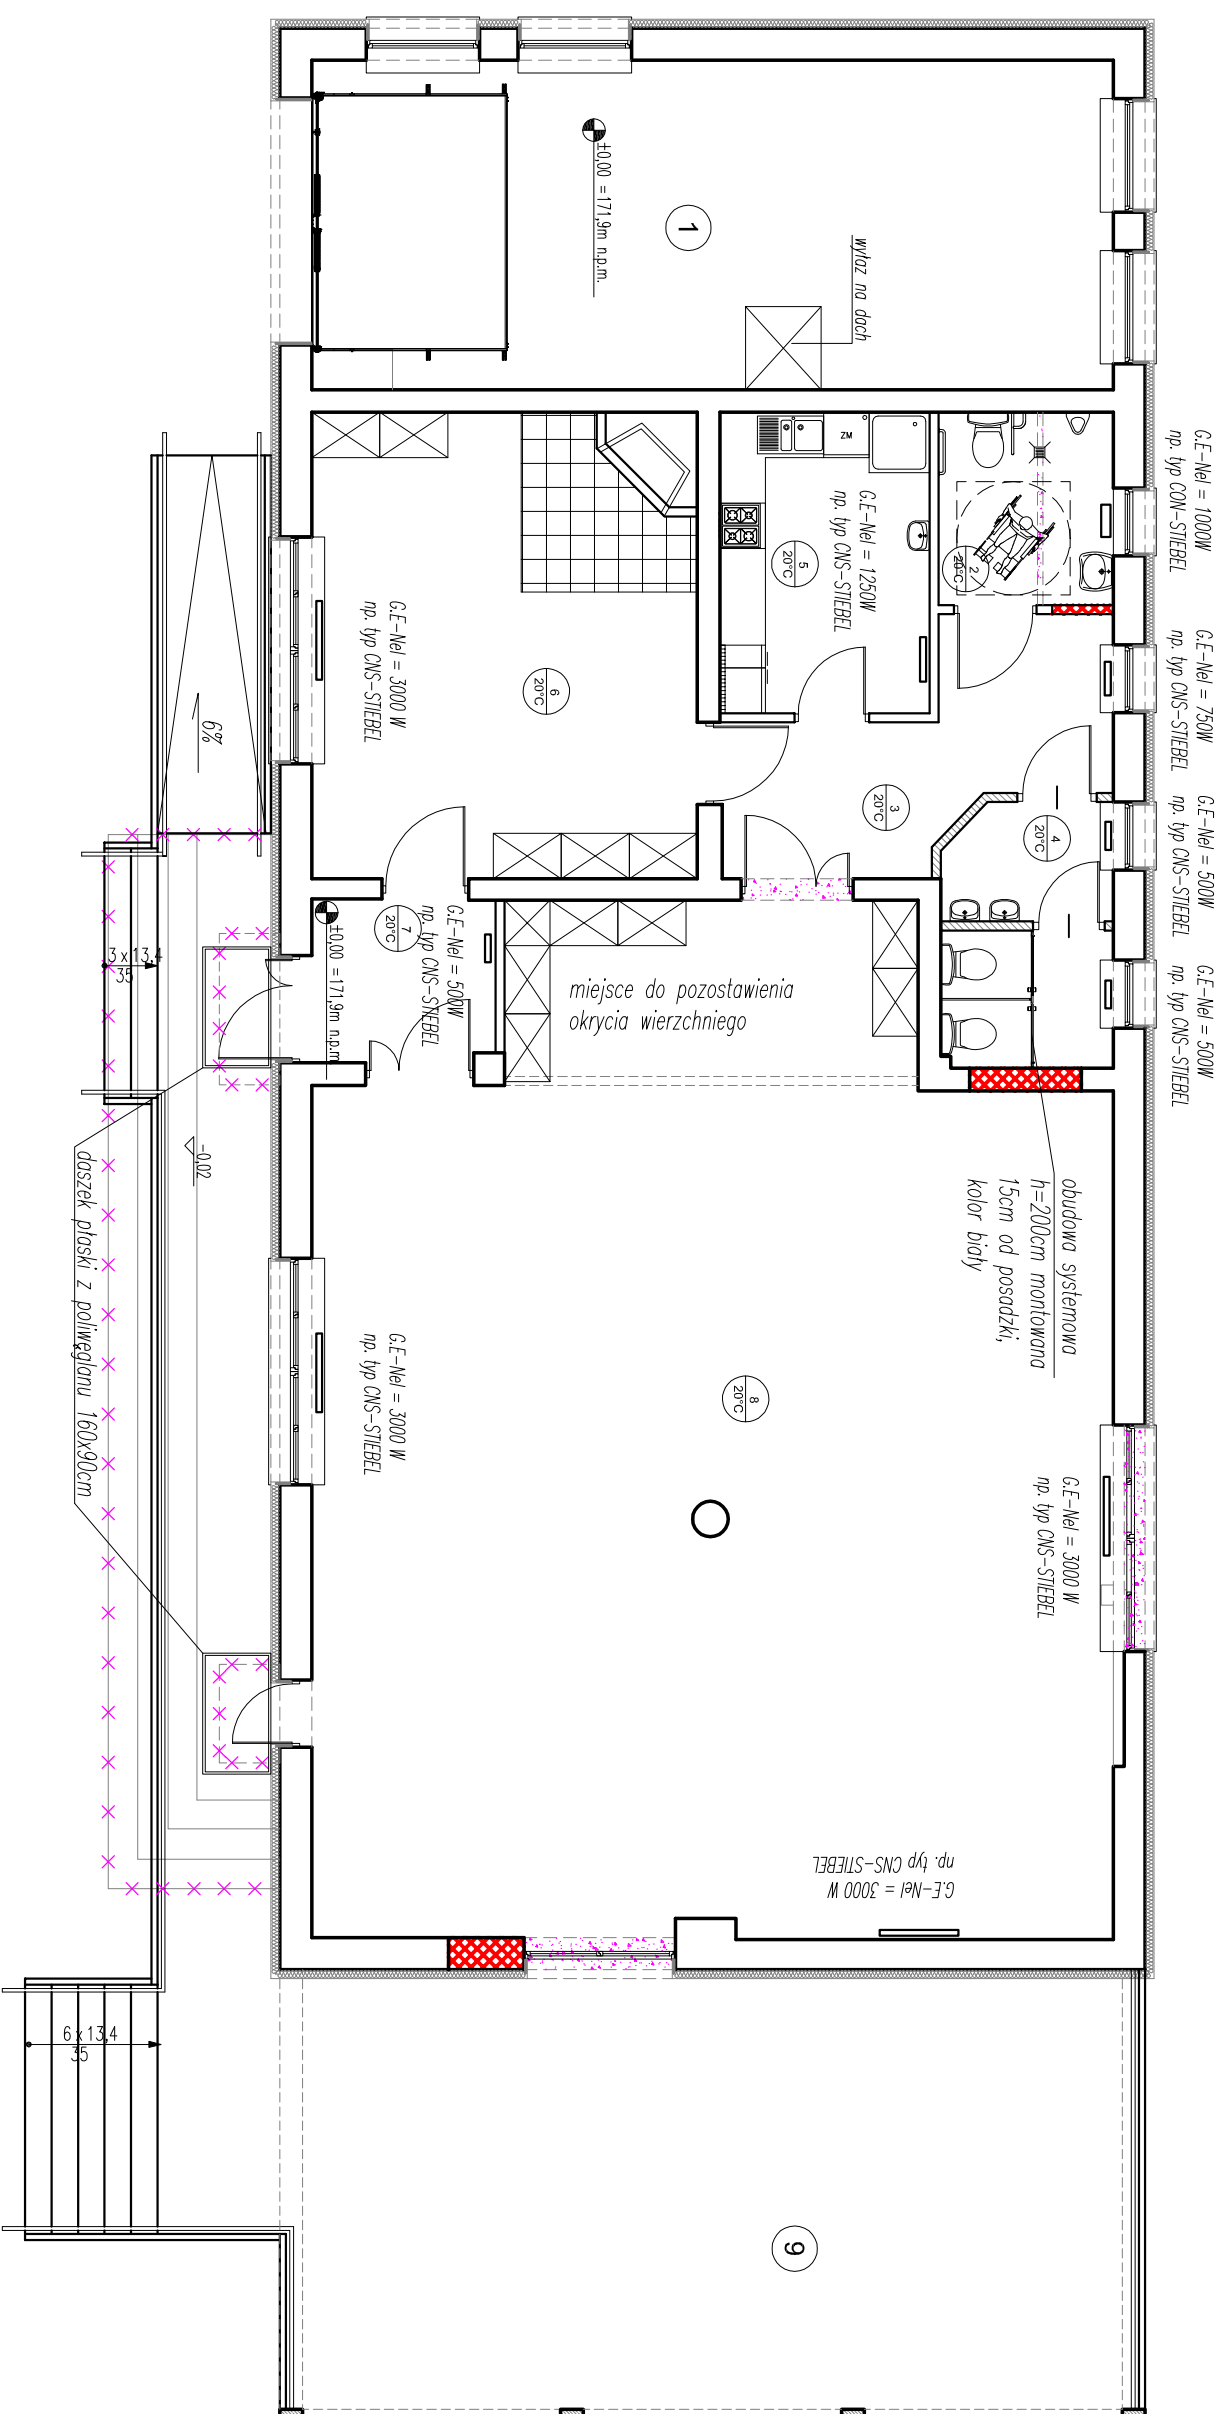 G.E-Nel = 1000W
np. typ CON-STIEBEL
G.E-Nel = 750W
np. typ CNS-STIEBEL
G.E-Nel = 500W
np. typ CNS-STIEBEL
G.E-Nel = 500W
np. typ CNS-STIEBEL
±0,00 =171,9m n.p.m.
1
wyłaz na dach
ZM
G.E-Nel = 1250W
np. typ CNS-STIEBEL
5
20°C
2
20°C
G.E-Nel = 3000 W
np. typ CNS-STIEBEL
6
20°C
3
20°C
4
20°C
6%
7
20°C
G.E-Nel = 500W
np. typ CNS-STIEBEL
±0,00 =171,9m n.p.m.
3 x 13,4
35
miejsce do pozostawienia
okrycia wierzchniego
-0,02
obudowa systemowa
h=200cm montowana
15cm od posadzki,
kolor biały
daszek płaski z poliwęglanu 160x90cm
G.E-Nel = 3000 W
np. typ CNS-STIEBEL
8
20°C
G.E-Nel = 3000 W
np. typ CNS-STIEBEL
G.E-Nel = 3000 W
np. typ CNS-STIEBEL
6 x 13,4
35
9